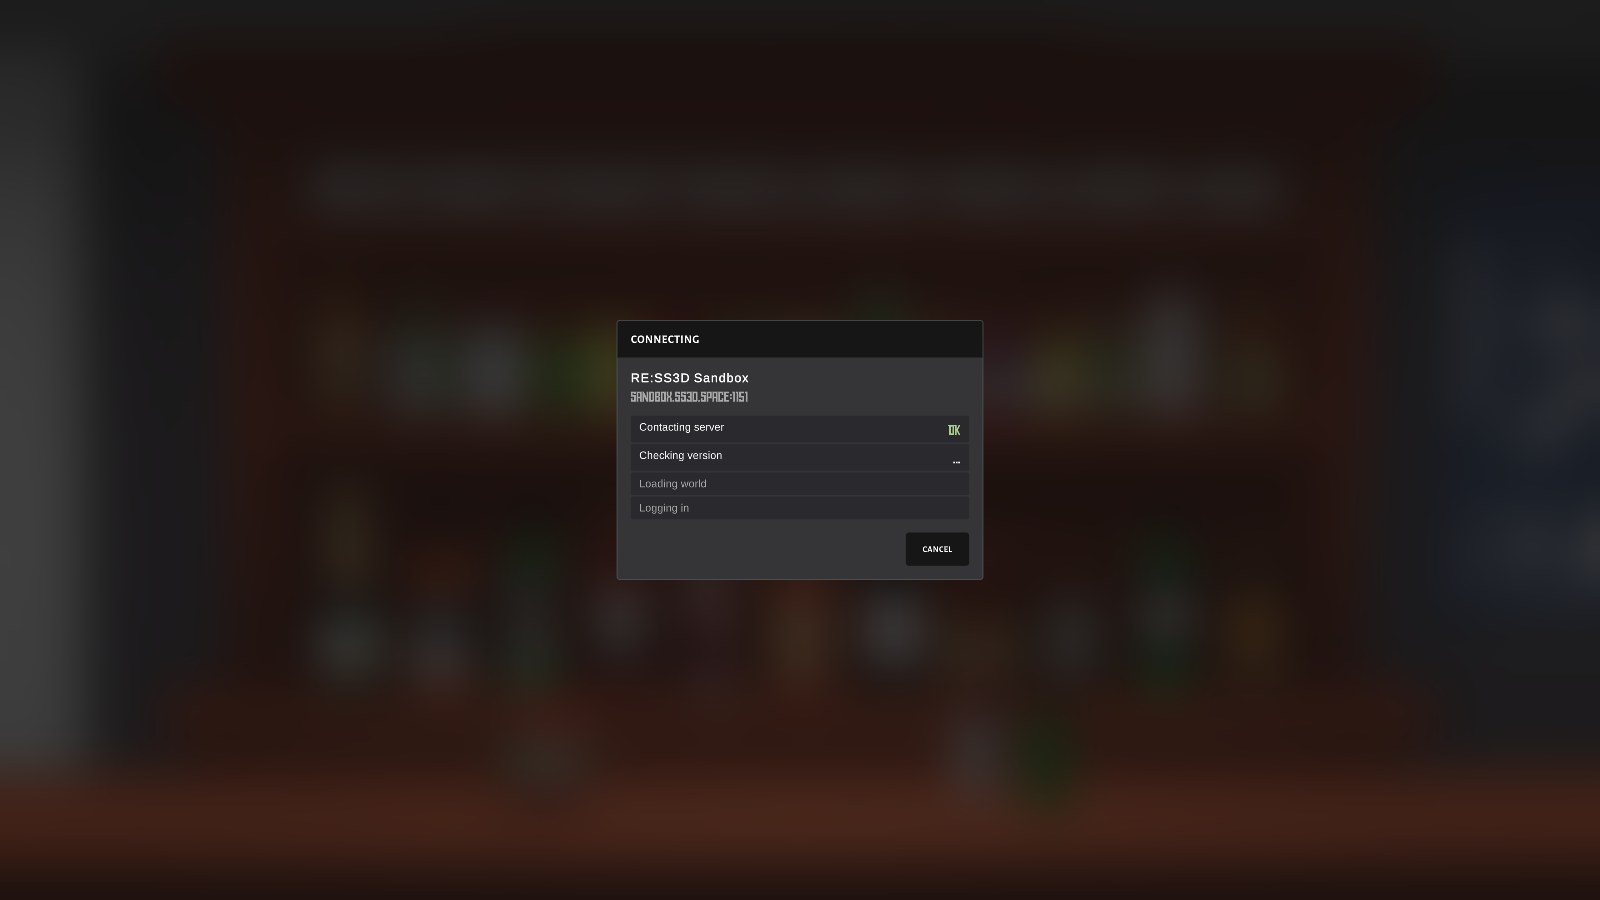 CONNECTING
RE:SS3D Sandbox
SANDBOX.SS3D.SPACE:1151
Contacting server OK
Checking version ...
Loading world
Logging in
CANCEL